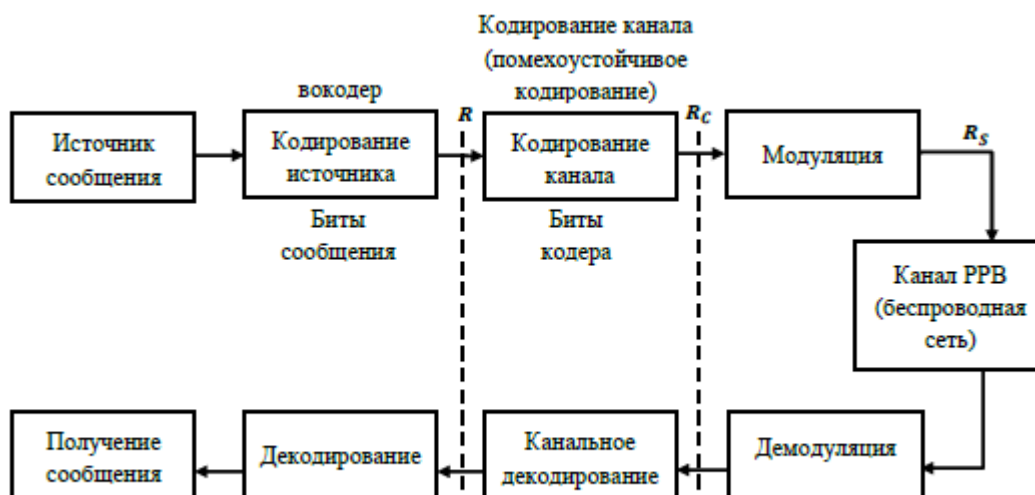 Кодирование канала
(помехоустойчивое
кодирование)
вокодер
R
R_C
R_S
Источник
сообщения
Кодирование
источника
Кодирование
канала
Модуляция
Биты
сообщения
Биты
кодера
Канал РРВ
(беспроводная
сеть)
Получение
сообщения
Декодирование
Канальное
декодирование
Демодуляция